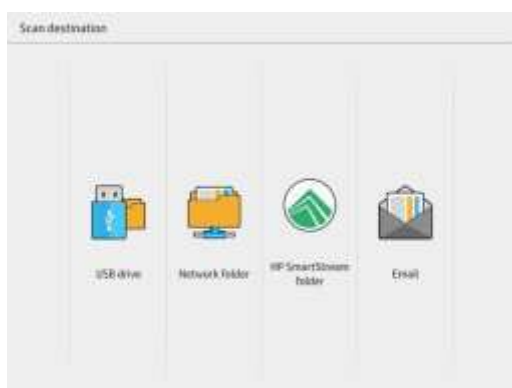 Scan destination
USB drive
Network folder
HP SmartStream
folder
Email